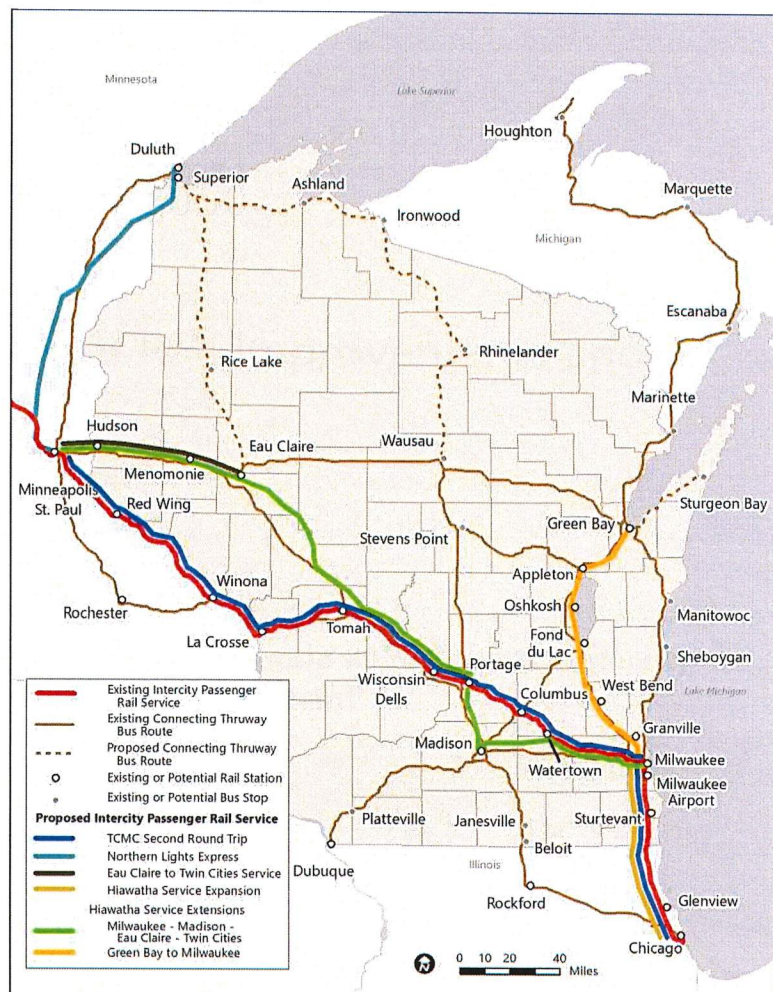 Minnesota
Lake Superior
Houghton
Duluth
Superior
Ashland
Marquette
Ironwood
Michigan
Escanaba
Rice Lake
Rhinelander
Marinette
Hudson
Eau Claire
Wausau
Menomonie
Sturgeon Bay
Minneapolis
St. Paul
Red Wing
Green Bay
Stevens Point
Appleton
Winona
Oshkosh
Manitowoc
Rochester
Tomah
Fond
du Lac
La Crosse
Sheboygan
Portage
Wisconsin
Dells
Columbus
West Bend
Lake Michigan
Granville
Madison
Milwaukee
Watertown
Milwaukee
Airport
Platteville
Janesville
Sturtevant
Beloit
Dubuque
Illinois
Rockford
Glenview
Chicago
Existing Intercity Passenger
Rail Service
Existing Connecting Thruway
Bus Route
Proposed Connecting Thruway
Bus Route
Existing or Potential Rail Station
Existing or Potential Bus Stop
Proposed Intercity Passenger Rail Service
TCMC Second Round Trip
Northern Lights Express
Eau Claire to Twin Cities Service
Hiawatha Service Expansion
Hiawatha Service Extensions
Milwaukee - Madison -
Eau Claire - Twin Cities
Green Bay to Milwaukee
N
0 10 20 40
Miles